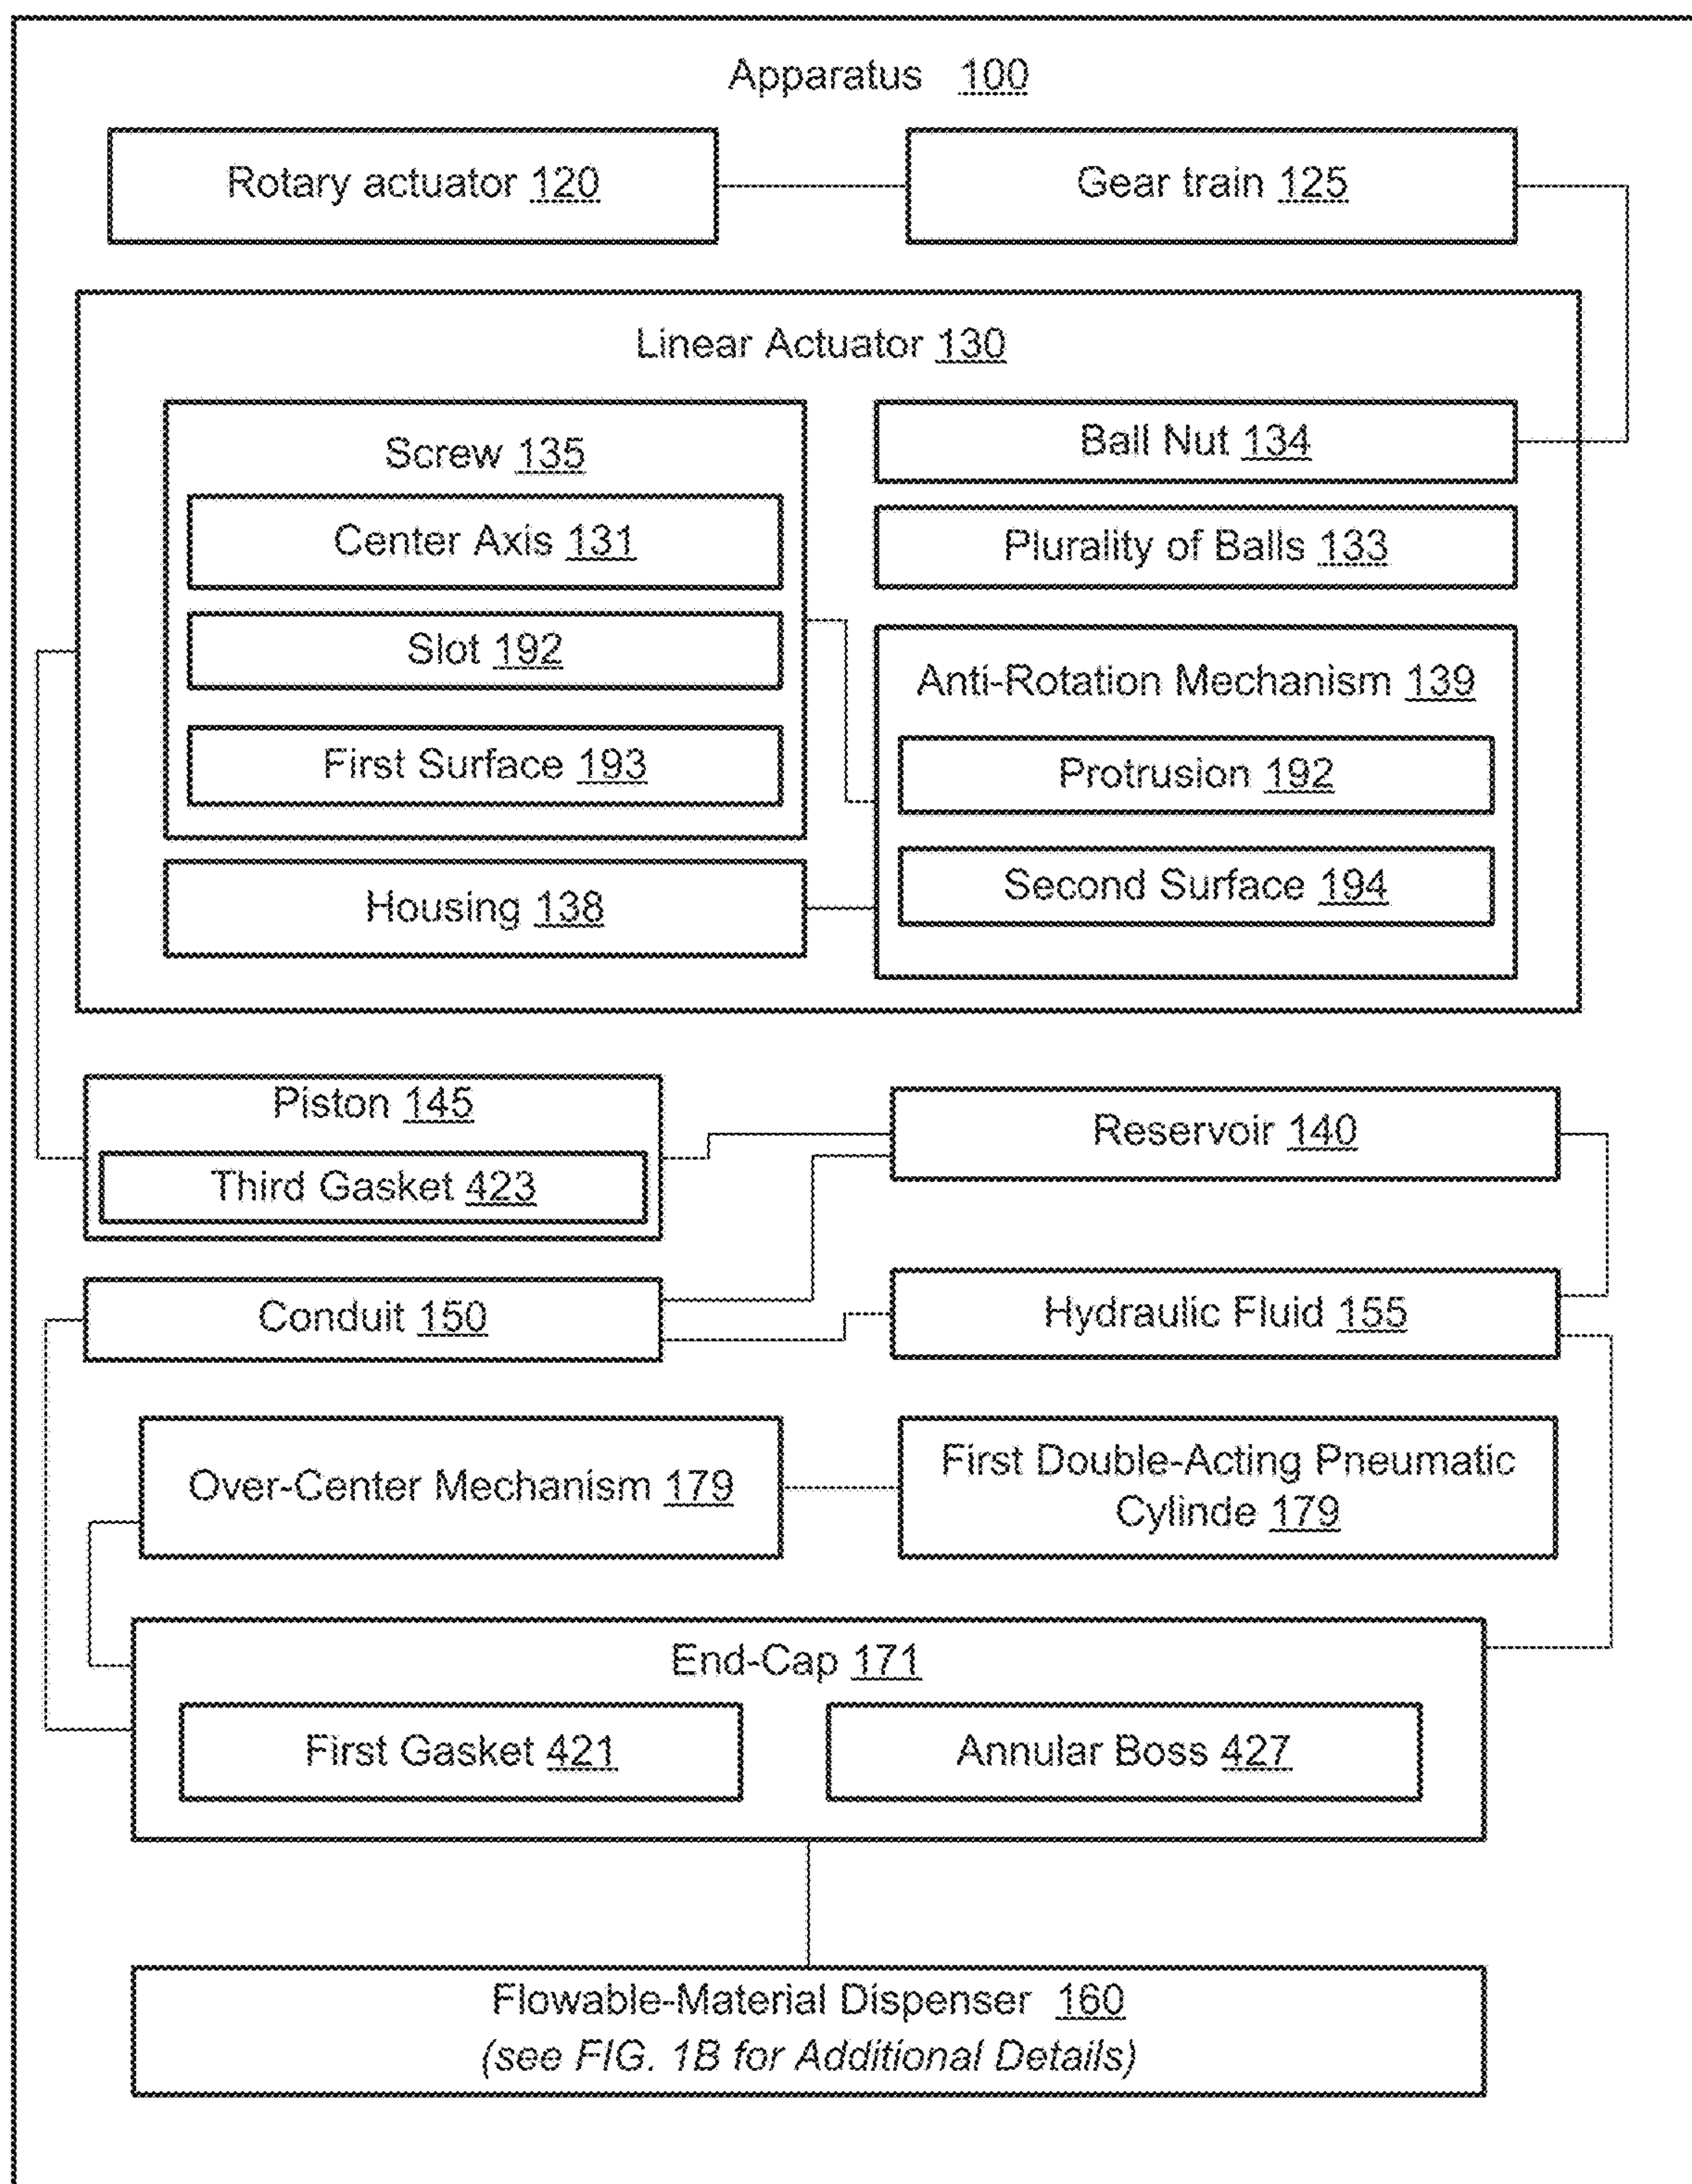 Apparatus 100
Rotary actuator 120
Gear train 125
Linear Actuator 130
Screw 135
Center Axis 131
Slot 192
First Surface 193
Housing 138
Ball Nut 134
Plurality of Balls 133
Anti-Rotation Mechanism 139
Protrusion 192
Second Surface 194
Piston 145
Third Gasket 423
Reservoir 140
Conduit 150
Hydraulic Fluid 155
Over-Center Mechanism 179
First Double-Acting Pneumatic
Cylinde 179
End-Cap 171
First Gasket 421
Annular Boss 427
Flowable-Material Dispenser 160
(see FIG. 1B for Additional Details)